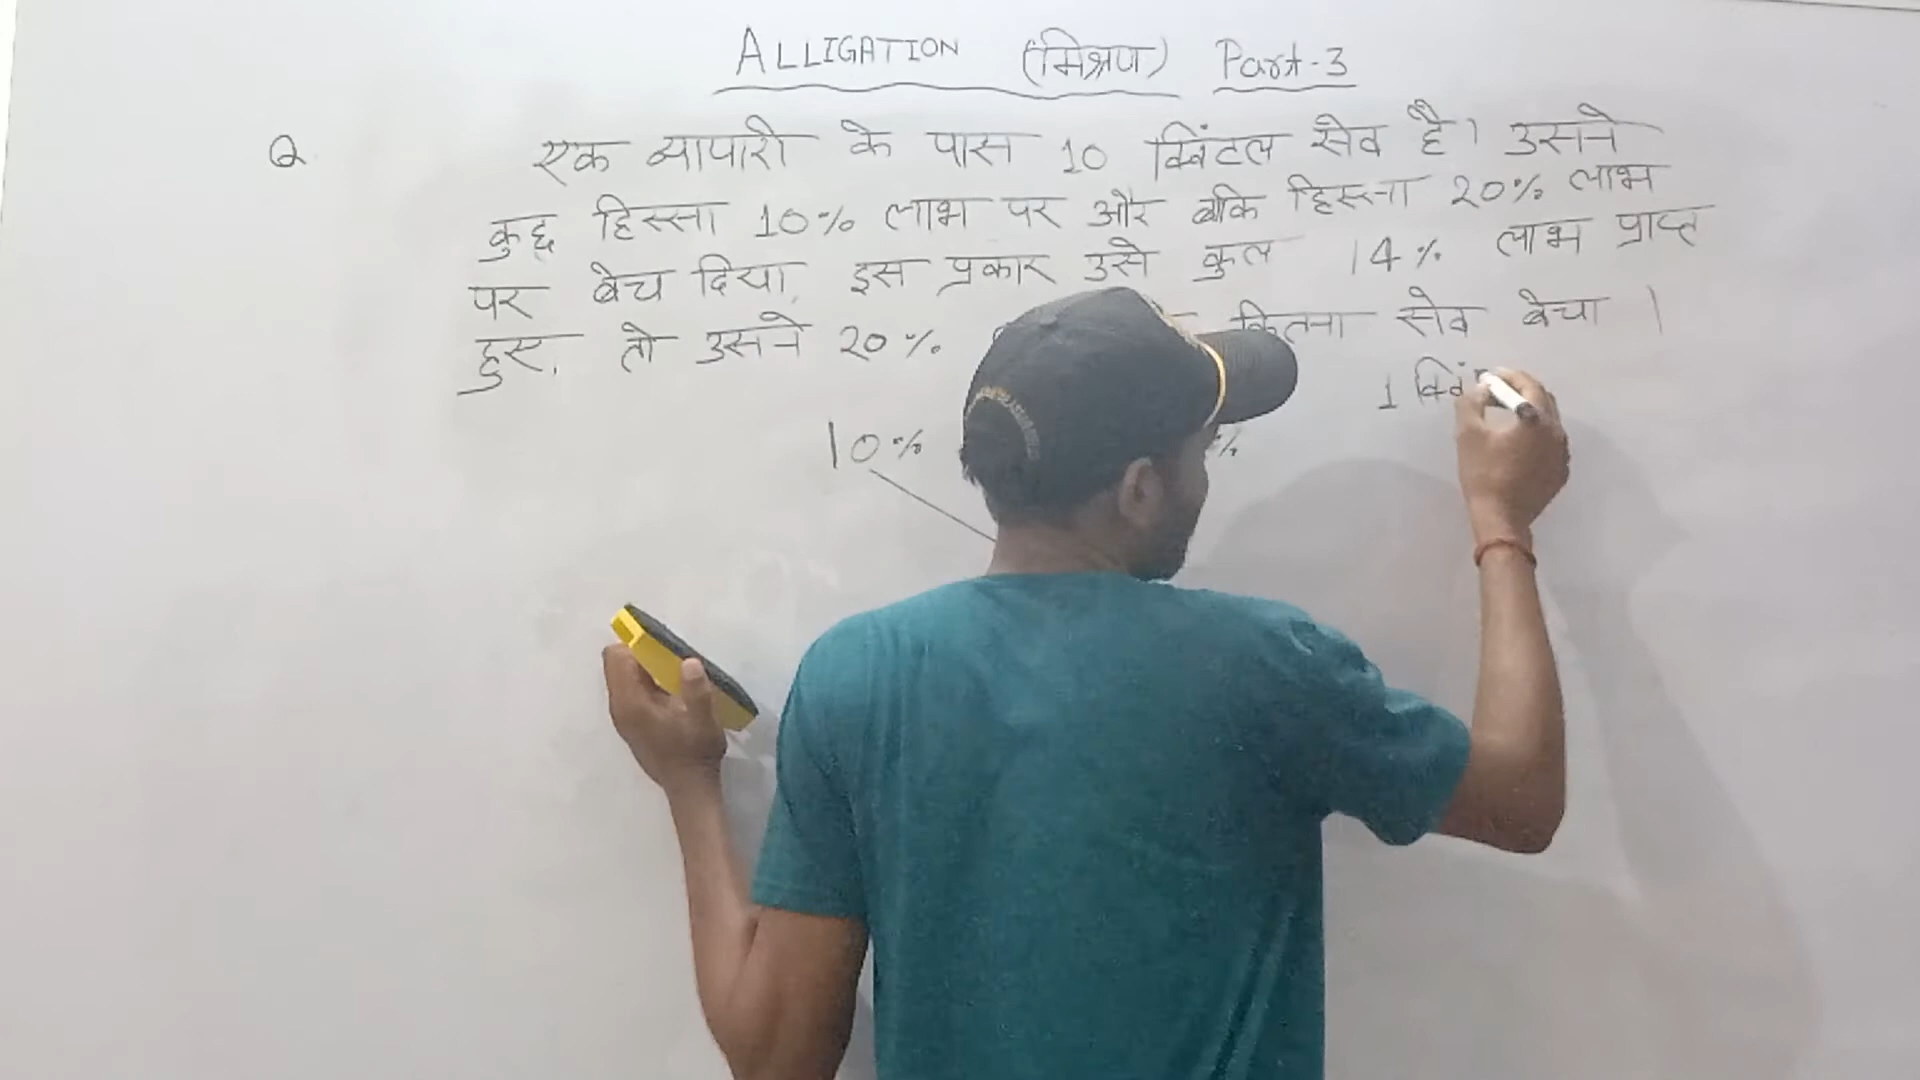 ALLIGATION (मिश्रण) Part-3
Q एक व्यापारी के पास 10 क्विंटल सेव है। उसने
कुछ हिस्सा 10% लाभ पर और बाकि हिस्सा 20% लाभ
पर बेच दिया, इस प्रकार उसे कुल 14% लाभ प्राप्त
हुए, तो उसने 20% कितना सेव बेचा।
1 क्विं
10% %